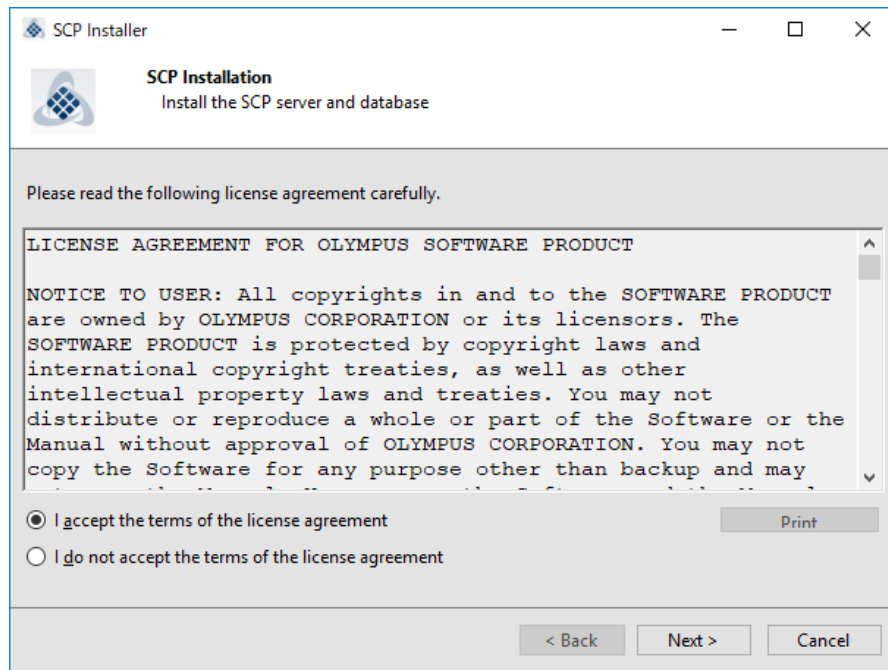 SCP Installer
SCP Installation
Install the SCP server and database
Please read the following license agreement carefully.
LICENSE AGREEMENT FOR OLYMPUS SOFTWARE PRODUCT
NOTICE TO USER: All copyrights in and to the SOFTWARE PRODUCT
are owned by OLYMPUS CORPORATION or its licensors. The
SOFTWARE PRODUCT is protected by copyright laws and
international copyright treaties, as well as other
intellectual property laws and treaties. You may not
distribute or reproduce a whole or part of the Software or the
Manual without approval of OLYMPUS CORPORATION. You may not
copy the Software for any purpose other than backup and may
I accept the terms of the license agreement
Print
I do not accept the terms of the license agreement
< Back
Next >
Cancel